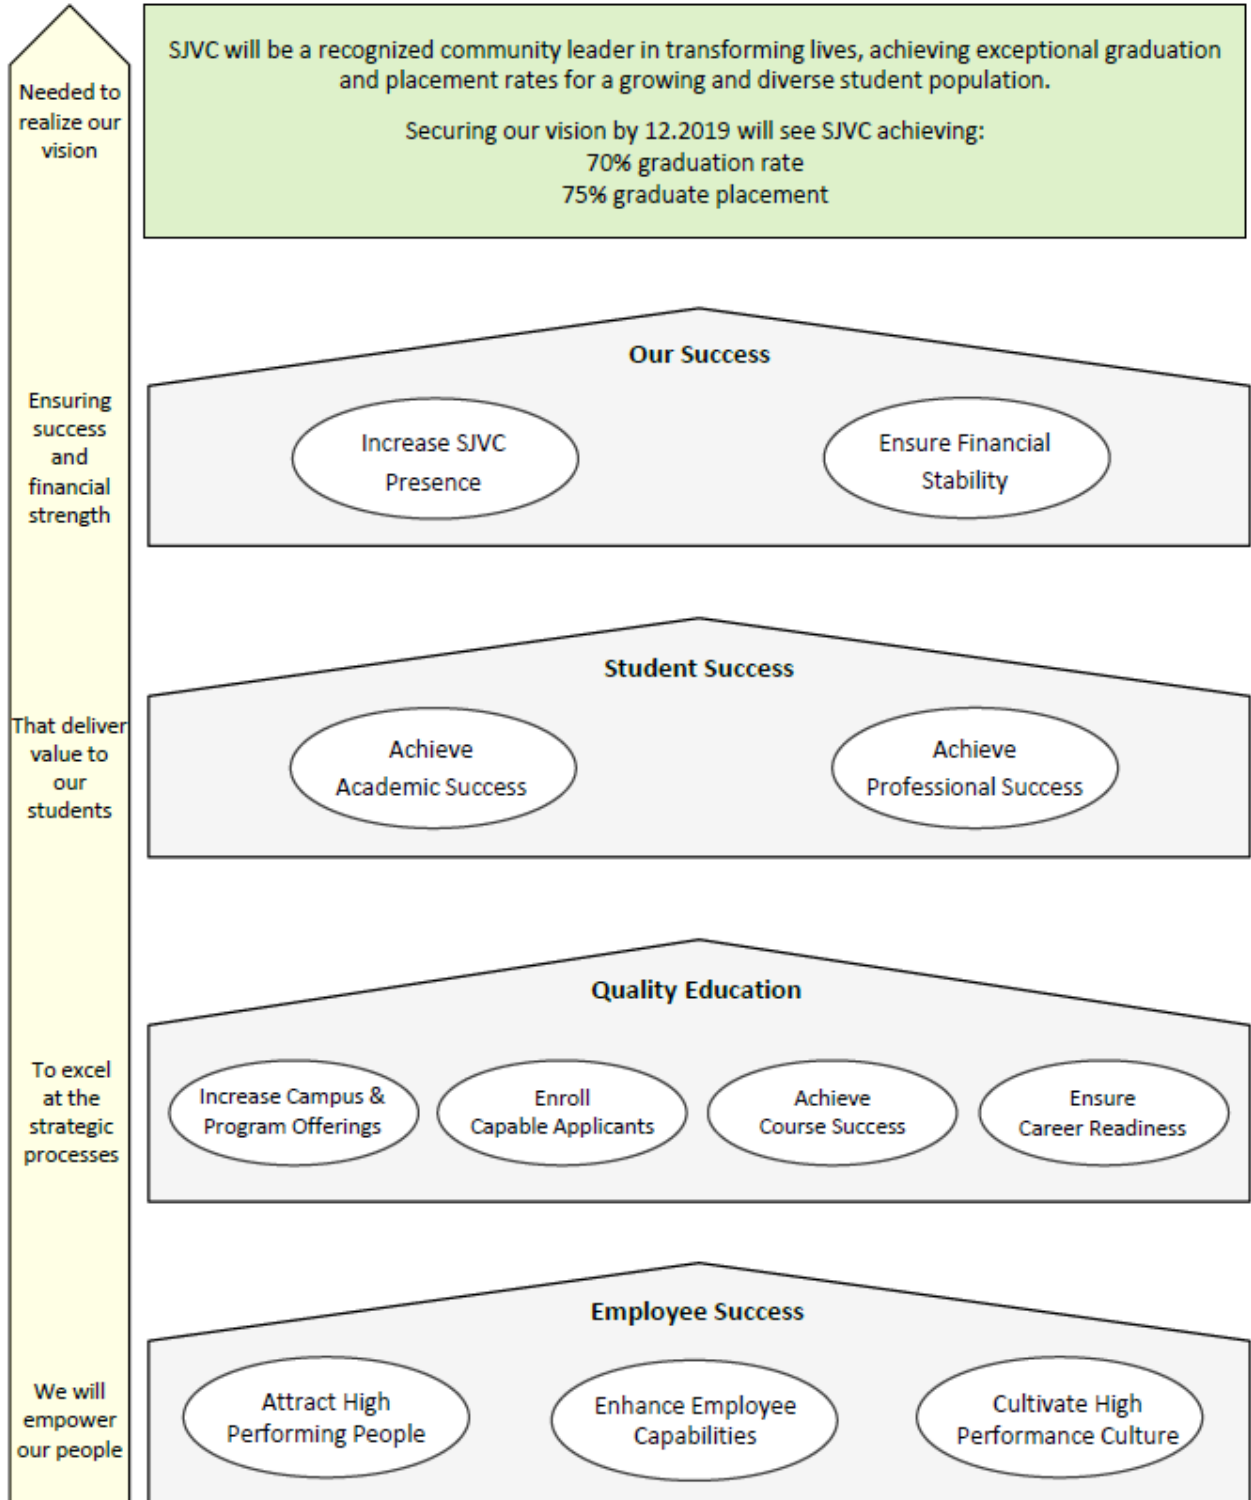 Needed to
realize our
vision
SJVC will be a recognized community leader in transforming lives, achieving exceptional graduation
and placement rates for a growing and diverse student population.
Securing our vision by 12.2019 will see SJVC achieving:
70% graduation rate
75% graduate placement
Ensuring
success
and
financial
strength
Our Success
Increase SJVC
Presence
Ensure Financial
Stability
That deliver
value to
our
students
Student Success
Achieve
Academic Success
Achieve
Professional Success
To excel
at the
strategic
processes
Quality Education
Increase Campus &
Program Offerings
Enroll
Capable Applicants
Achieve
Course Success
Ensure
Career Readiness
We will
empower
our people
Employee Success
Attract High
Performing People
Enhance Employee
Capabilities
Cultivate High
Performance Culture